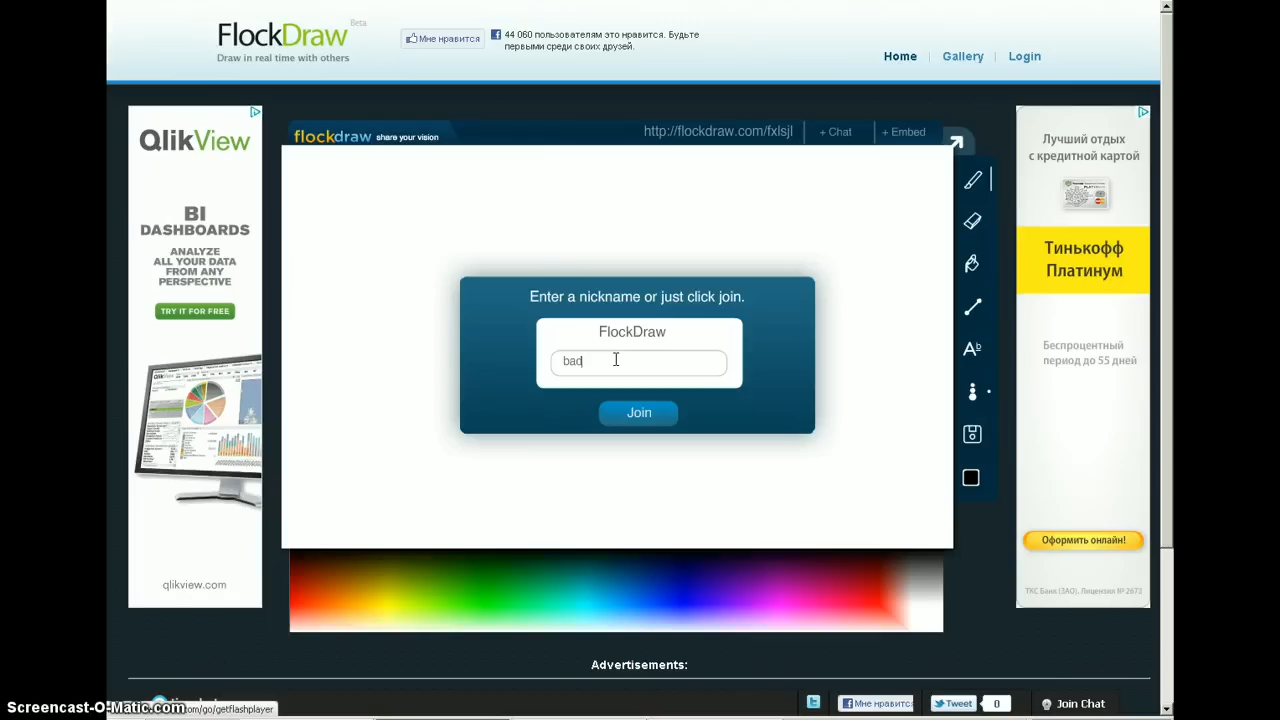 FlockDraw
Beta
Draw in real time with others
Мне нравится
44 060 пользователям это нравится. Будьте
первыми среди своих друзей.
Home
Gallery
Login
QlikView
BI
DASHBOARDS
ANALYZE
ALL YOUR DATA
FROM ANY
PERSPECTIVE
TRY IT FOR FREE
qlikview.com
flockdraw share your vision
http://flockdraw.com/fxlsjl
+ Chat
+ Embed
Enter a nickname or just click join.
FlockDraw
bad
Join
Лучший отдых
с кредитной картой
Тинькофф
Платинум
Беспроцентный
период до 55 дней
Оформить онлайн!
ТКС Банк (ЗАО). Лицензия № 2673
Advertisements:
Screencast-O-Matic.com
com/go/getflashplayer
Мне нравится
Tweet
0
Join Chat